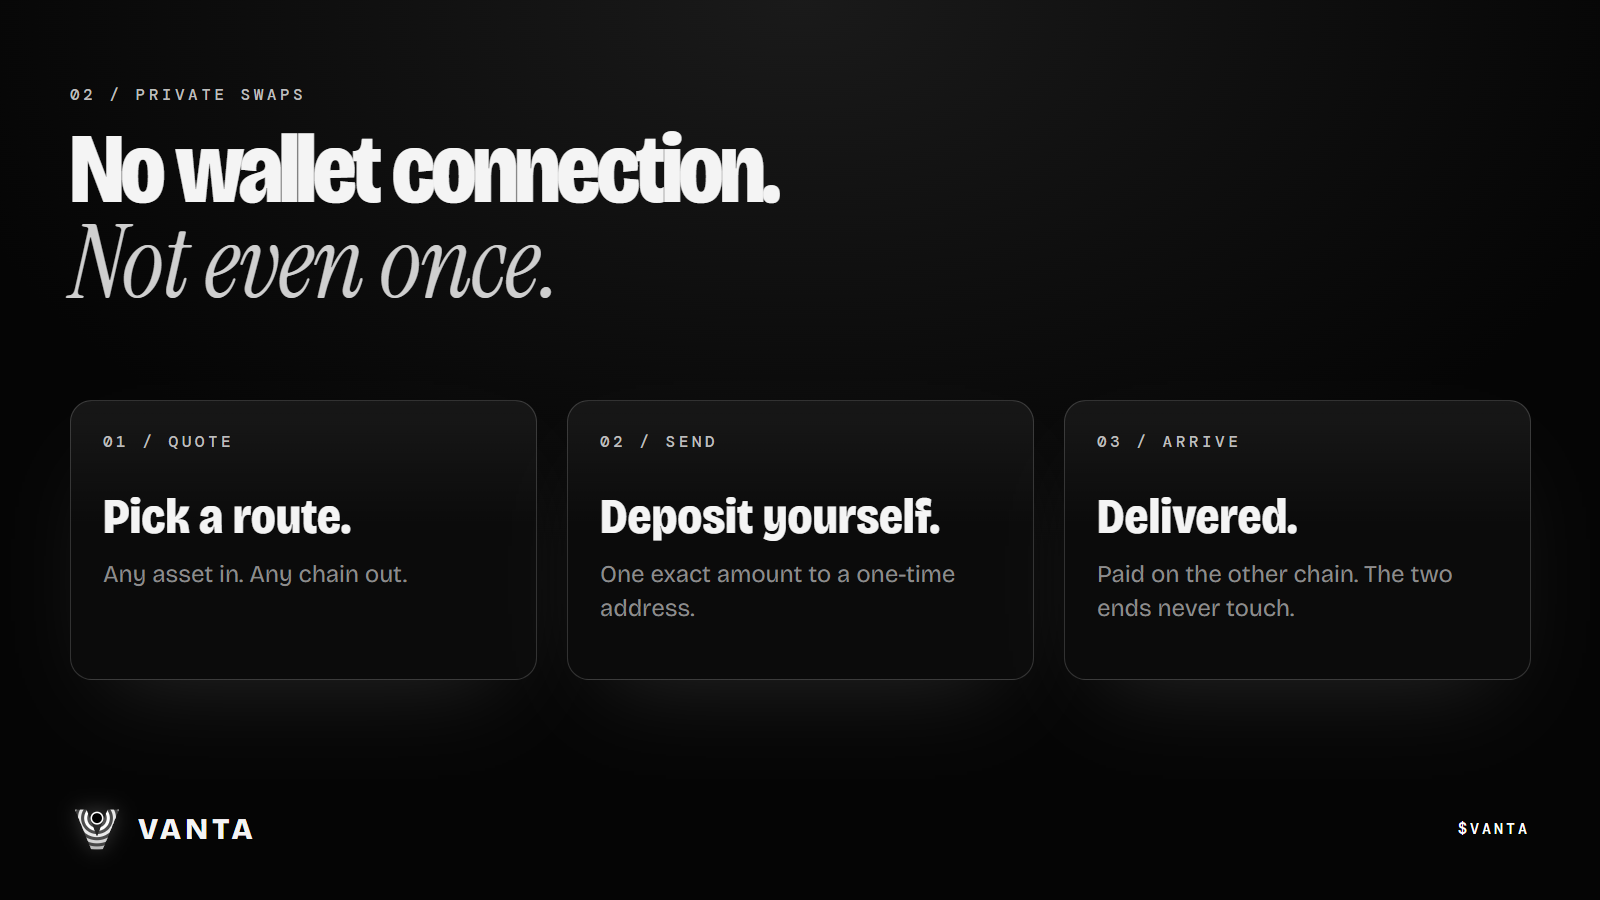 02 / PRIVATE SWAPS
No wallet connection.
Not even once.
01 / QUOTE
Pick a route.
Any asset in. Any chain out.
02 / SEND
Deposit yourself.
One exact amount to a one-time
address.
03 / ARRIVE
Delivered.
Paid on the other chain. The two
ends never touch.
VANTA
$VANTA